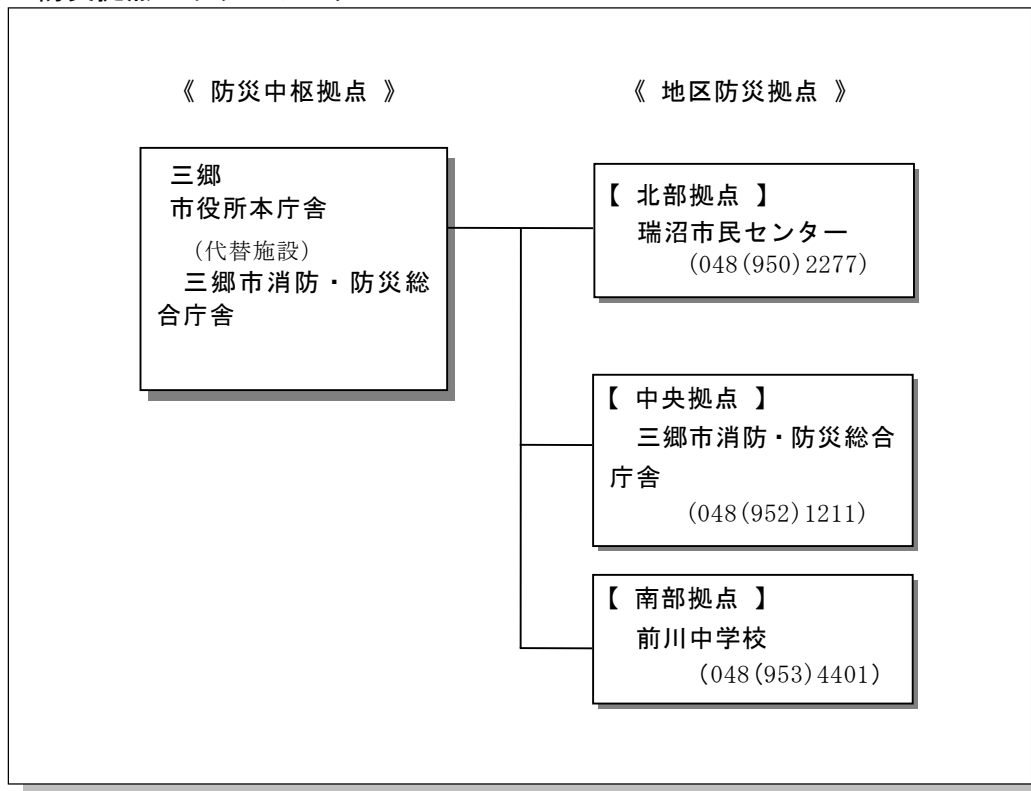 《 防災中枢拠点 》
《 地区防災拠点 》
三郷
市役所本庁舎
(代替施設)
三郷市消防・防災総
合庁舎
【 北部拠点 】
瑞沼市民センター
(048(950)2277)
【 中央拠点 】
三郷市消防・防災総合
庁舎
(048(952)1211)
【 南部拠点 】
前川中学校
(048(953)4401)